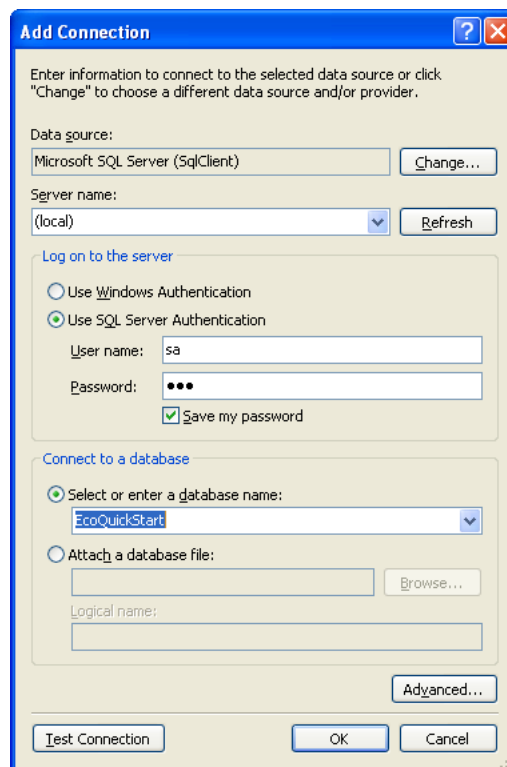 Add Connection
Enter information to connect to the selected data source or click
"Change" to choose a different data source and/or provider.
Data source:
Microsoft SQL Server (SqlClient)
Change...
Server name:
(local)
Refresh
Log on to the server
Use Windows Authentication
Use SQL Server Authentication
User name:
sa
Password:
●●●
Save my password
Connect to a database
Select or enter a database name:
EcoQuickStart
Attach a database file:
Browse...
Logical name:
Advanced...
Test Connection
OK
Cancel